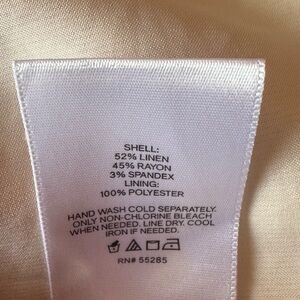 SHELL:
52% LINEN
45% RAYON
3% SPANDEX
LINING:
100% POLYESTER
HAND WASH COLD SEPARATELY.
ONLY NON-CHLORINE BLEACH
WHEN NEEDED. LINE DRY. COOL
IRON IF NEEDED.
RN# 55285